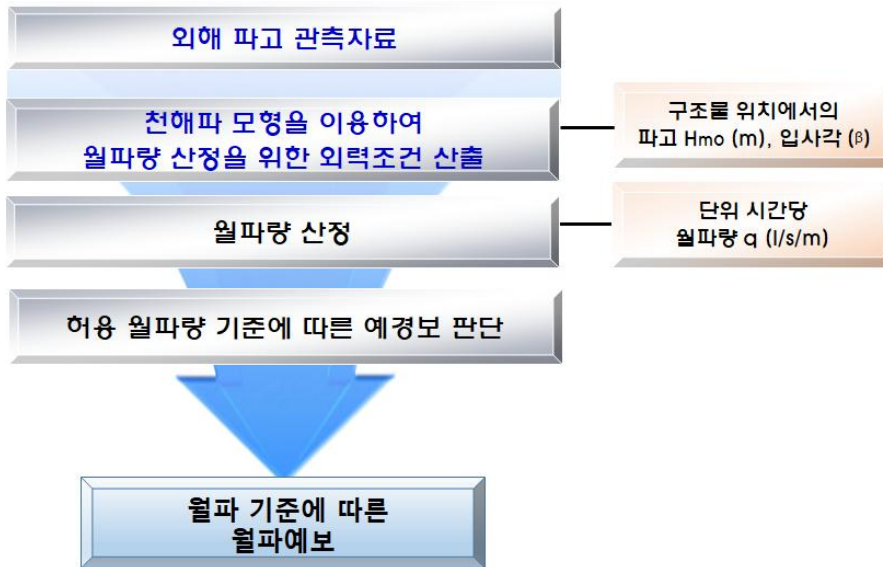 외해 파고 관측자료
천해파 모형을 이용하여
월파량 산정을 위한 외력조건 산출
구조물 위치에서의
파고 Hmo (m), 입사각 (β)
월파량 산정
단위 시간당
월파량 q (l/s/m)
허용 월파량 기준에 따른 예경보 판단
월파 기준에 따른
월파예보